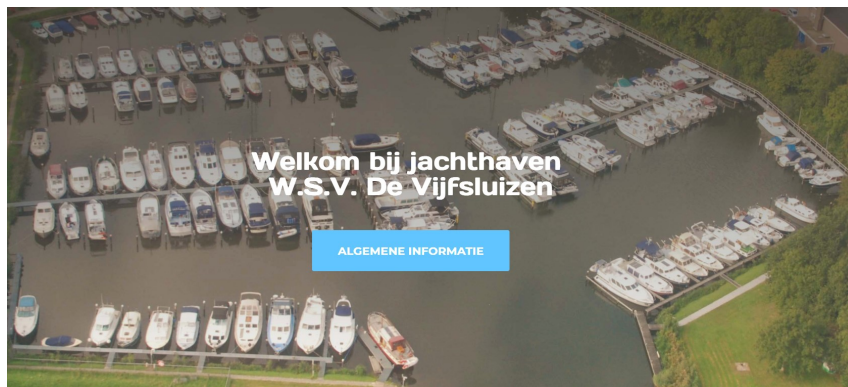 Welkom bij jachthaven
W.S.V. De Vijfsluizen
ALGEMENE INFORMATIE